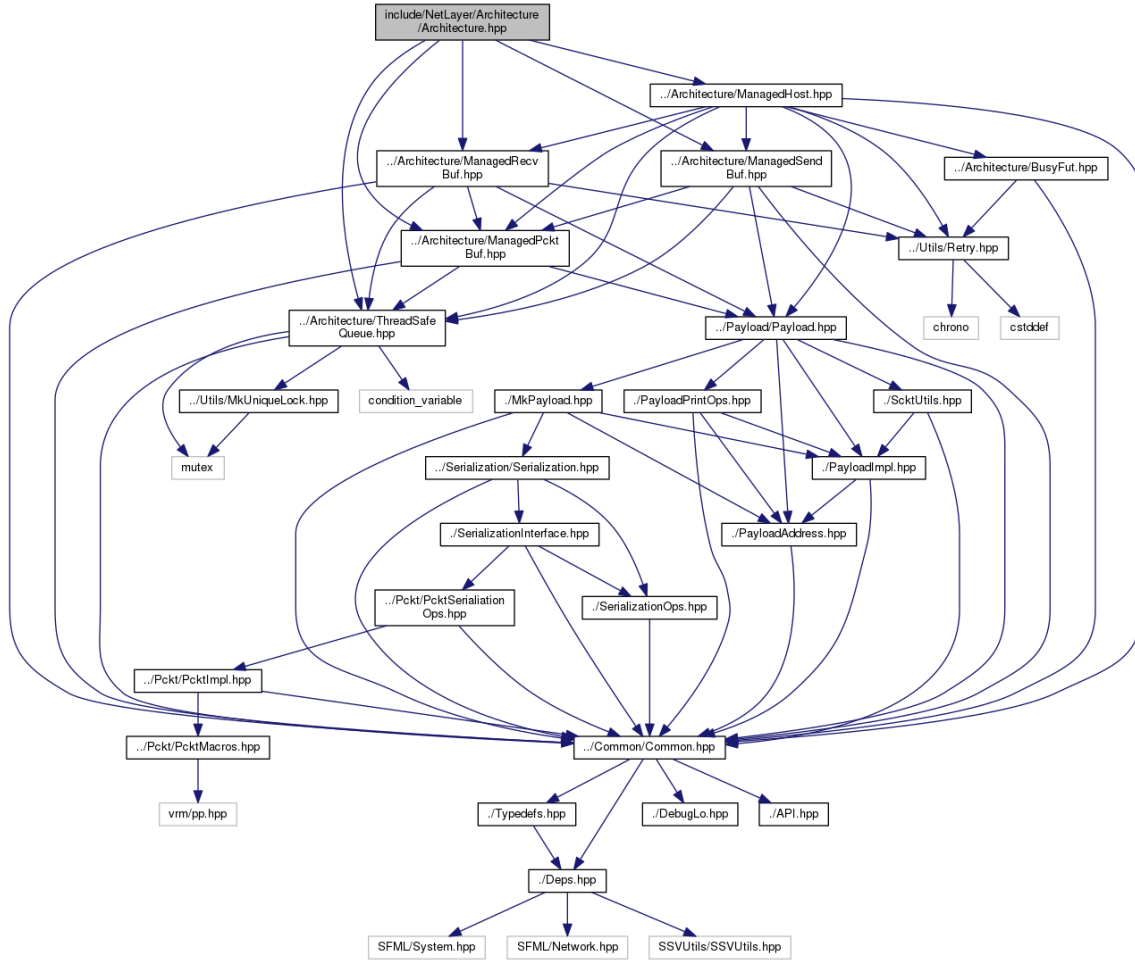 include/NetLayer/Architecture
/Architecture.hpp
../Architecture/ManagedHost.hpp
../Architecture/ManagedRecv
Buf.hpp
../Architecture/ManagedSend
Buf.hpp
../Architecture/BusyFut.hpp
../Architecture/ManagedPckt
Buf.hpp
../Utils/Retry.hpp
../Architecture/ThreadSafe
Queue.hpp
../Payload/Payload.hpp
chrono
cstddef
../Utils/MkUniqueLock.hpp
condition_variable
./MkPayload.hpp
./PayloadPrintOps.hpp
./ScktUtils.hpp
mutex
../Serialization/Serialization.hpp
./PayloadImpl.hpp
./SerializationInterface.hpp
./PayloadAddress.hpp
../Pckt/PcktSerialiation
Ops.hpp
./SerializationOps.hpp
../Pckt/PcktImpl.hpp
../Pckt/PcktMacros.hpp
../Common/Common.hpp
vrm/pp.hpp
./Typedefs.hpp
./DebugLo.hpp
./API.hpp
./Deps.hpp
SFML/System.hpp
SFML/Network.hpp
SSVUtils/SSVUtils.hpp